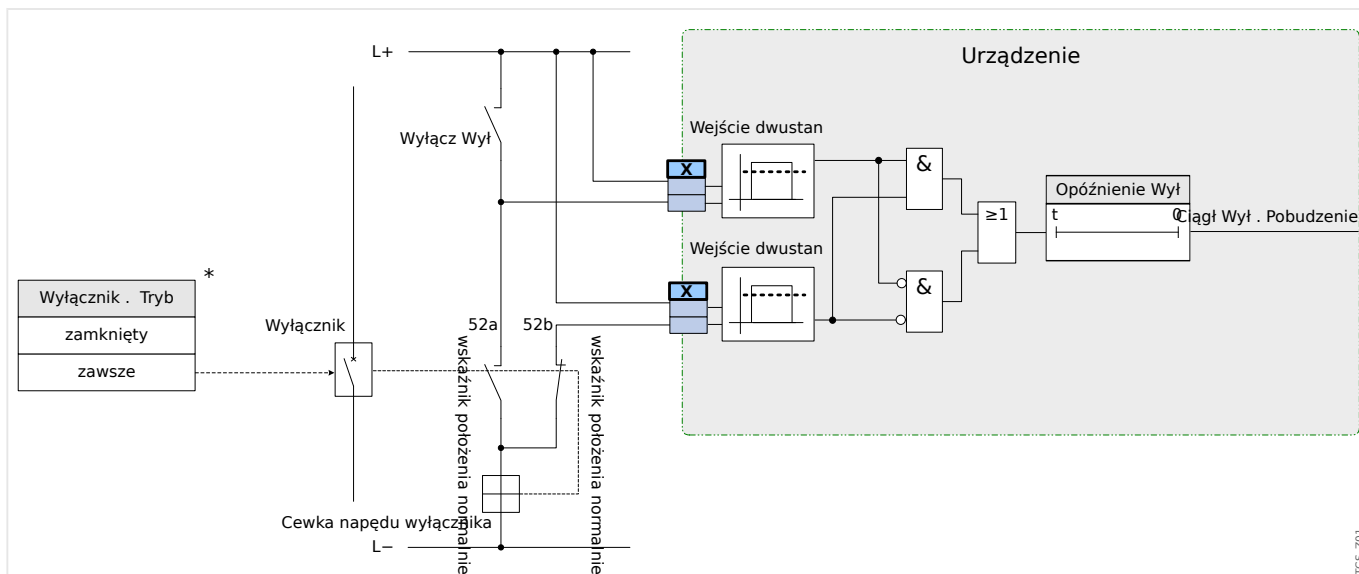 Urządzenie
L+
Wyłącz Wył
Wejście dwustan
X
&
Opóźnienie Wył
t 0
≥1
Ciągł Wył . Pobudzenie
Wejście dwustan
X
&
*
Wyłącznik . Tryb
zamknięty
zawsze
Wyłącznik
52a
52b
wskaźnik położenia normalnie
wskaźnik położenia normalnie
Cewka napędu wyłącznika
L−